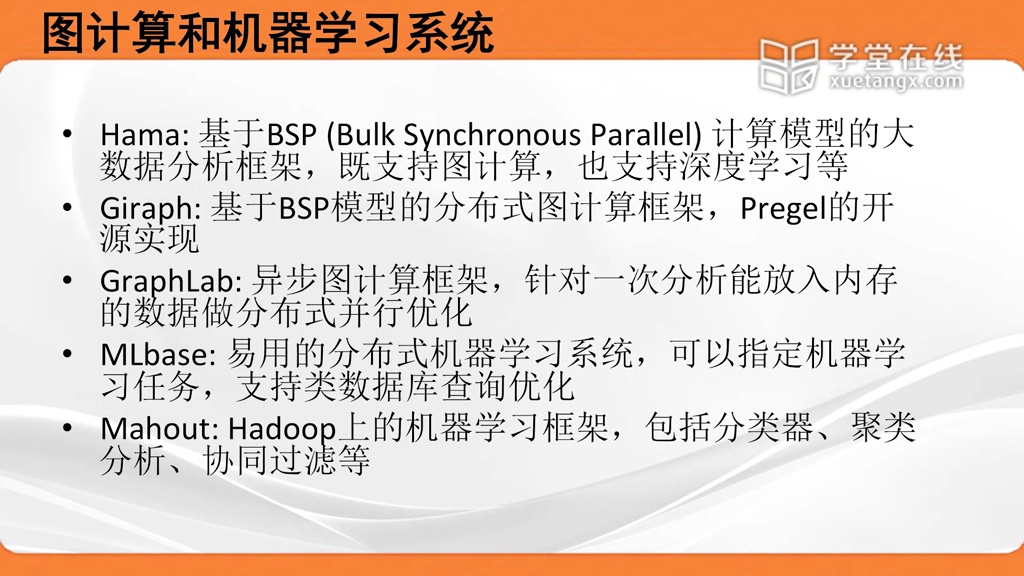 图计算和机器学习系统
学堂在线
xuetangx.com
• Hama: 基于BSP (Bulk Synchronous Parallel) 计算模型的大
数据分析框架，既支持图计算，也支持深度学习等
• Giraph: 基于BSP模型的分布式图计算框架，Pregel的开
源实现
• GraphLab: 异步图计算框架，针对一次分析能放入内存
的数据做分布式并行优化
• MLbase: 易用的分布式机器学习系统，可以指定机器学
习任务，支持类数据库查询优化
• Mahout: Hadoop上的机器学习框架，包括分类器、聚类
分析、协同过滤等